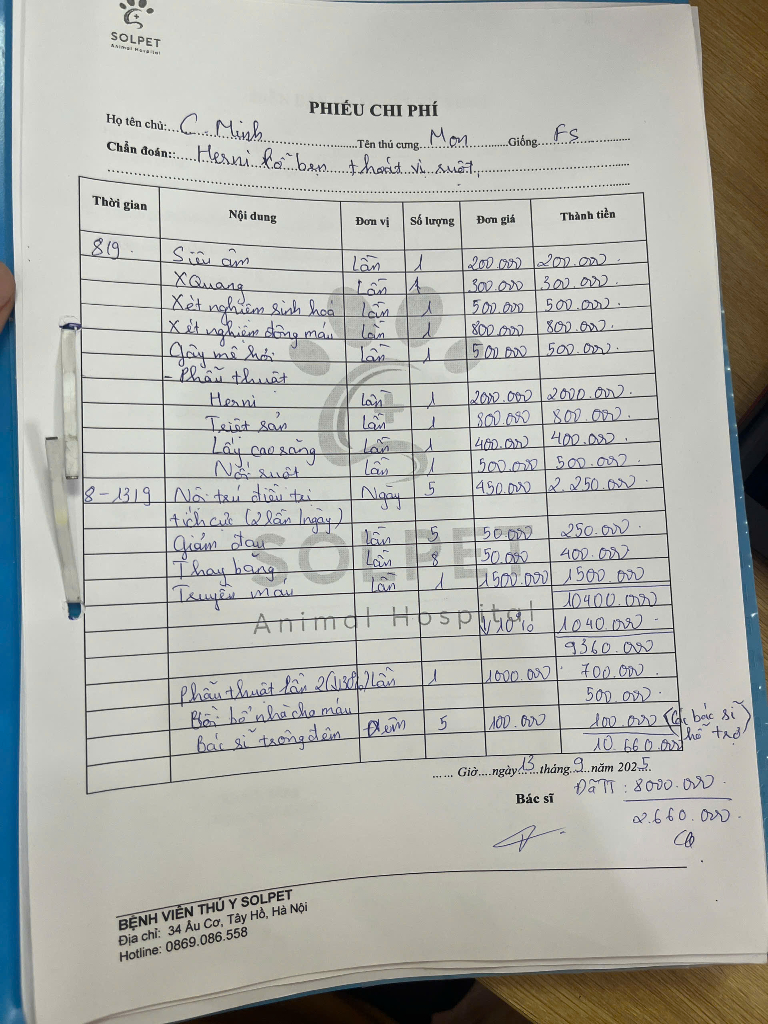 SOLPET
Animal Hospital
PHIẾU CHI PHÍ
Họ tên chủ:....C. Minh....Tên thú cưng Mon Giống FS
Chẩn đoán:: Herni hố bẹn thoát vị ruột,
Thời gian Nội dung Đơn vị Số lượng Đơn giá Thành tiền
8/9 Siêu âm Lần 1 200.000 200.000
XQuang Lần 1 300.000 300.000
Xét nghiệm sinh hoá Lần 1 500.000 500.000
Xét nghiệm đông máu Lần 1 800.000 800.000
Gây mê hơi Lần 1 500.000 500.000
- Phẫu thuật
Herni Lần 1 2000.000 2000.000
Triệt sản Lần 1 800.000 800.000
Lấy cao răng Lần 1 400.000 400.000
Nối ruột Lần 1 500.000 500.000
8-13/9 Nội trú điều trị Ngày 5 450.000 2.250.000
tích cực (2 lần/ngày)
Giảm đau Lần 5 50.000 250.000
Thay băng Lần 8 50.000 400.000
Truyền máu Lần 1 1500.000 1500.000
10400.000
↓10% 1040.000
9360.000
Phẫu thuật lần 2 (↓30%) Lần 1 1000.000 700.000
Bồi bổ nhà cho máu 500.000
Bác sĩ trông đêm Đêm 5 100.000 100.000 (Các bác sĩ hỗ trợ)
10.660.000
...... Giờ....ngày 13 tháng 9 năm 2025.
Bác sĩ
Đã TT: 8000.000
2.660.000
SOLPET
Animal Hospital
BỆNH VIỆN THÚ Y SOLPET
Địa chỉ: 34 Âu Cơ, Tây Hồ, Hà Nội
Hotline: 0869.086.558